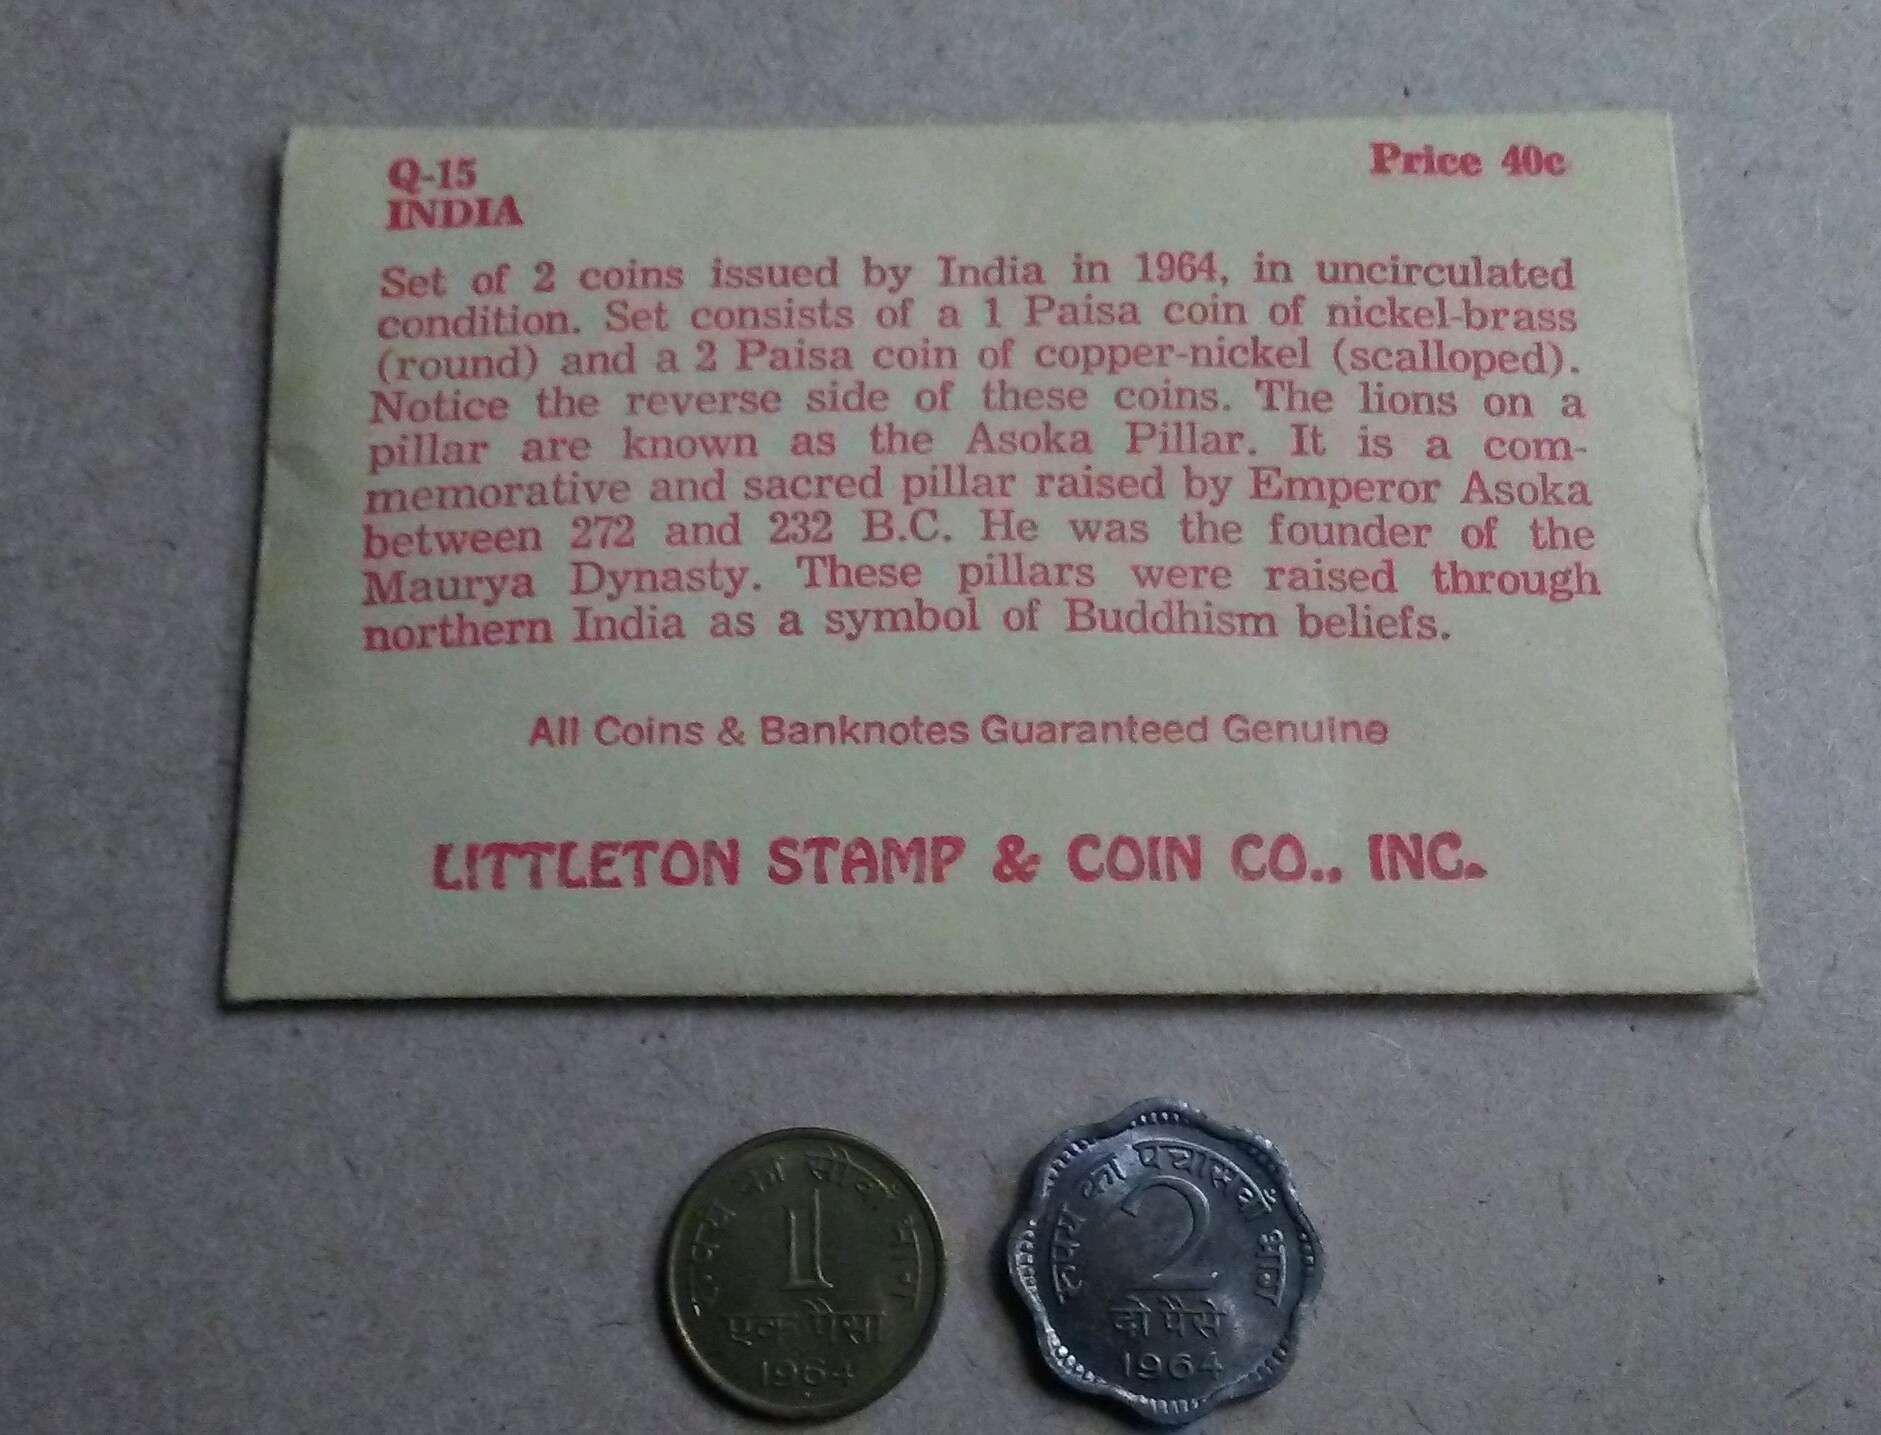 Q-15
INDIA
Price 40c
Set of 2 coins issued by India in 1964, in uncirculated
condition. Set consists of a 1 Paisa coin of nickel-brass
(round) and a 2 Paisa coin of copper-nickel (scalloped).
Notice the reverse side of these coins. The lions on a
pillar are known as the Asoka Pillar. It is a com-
memorative and sacred pillar raised by Emperor Asoka
between 272 and 232 B.C. He was the founder of the
Maurya Dynasty. These pillars were raised through
northern India as a symbol of Buddhism beliefs.
All Coins & Banknotes Guaranteed Genuine
LITTLETON STAMP & COIN CO., INC.
रुपये का सौवाँ भाग
1
एक पैसा
1964
रुपये का पचासवाँ भाग
2
दो पैसे
1964